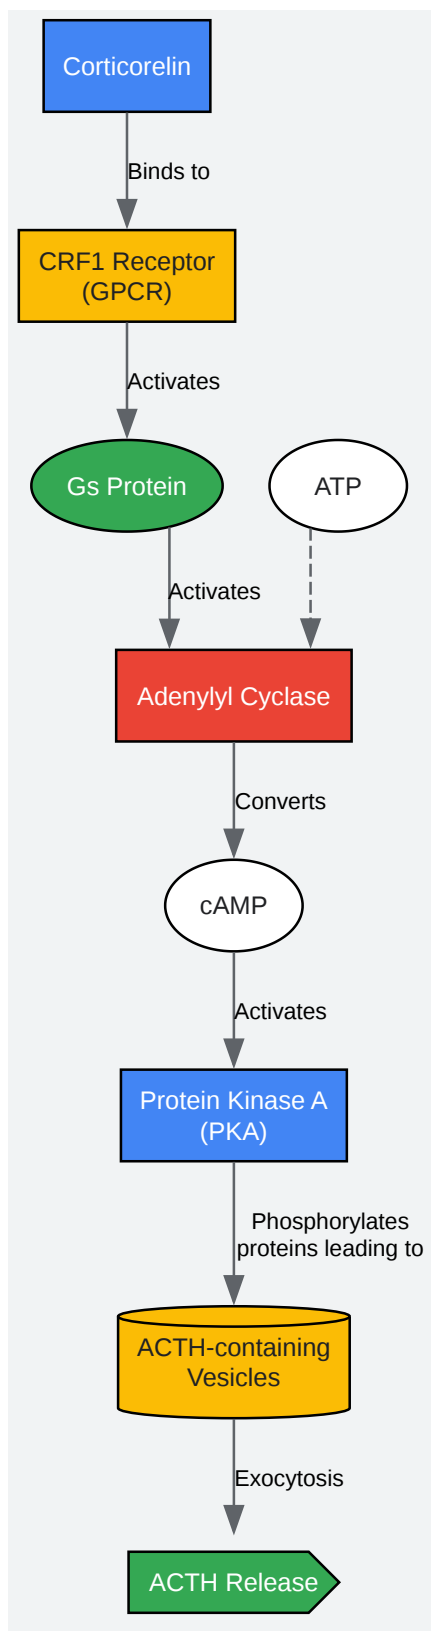 Corticorelin
Binds to
CRF1 Receptor
(GPCR)
Activates
Gs Protein
ATP
Activates
Adenylyl Cyclase
Converts
cAMP
Activates
Protein Kinase A
(PKA)
Phosphorylates
proteins leading to
ACTH-containing
Vesicles
Exocytosis
ACTH Release